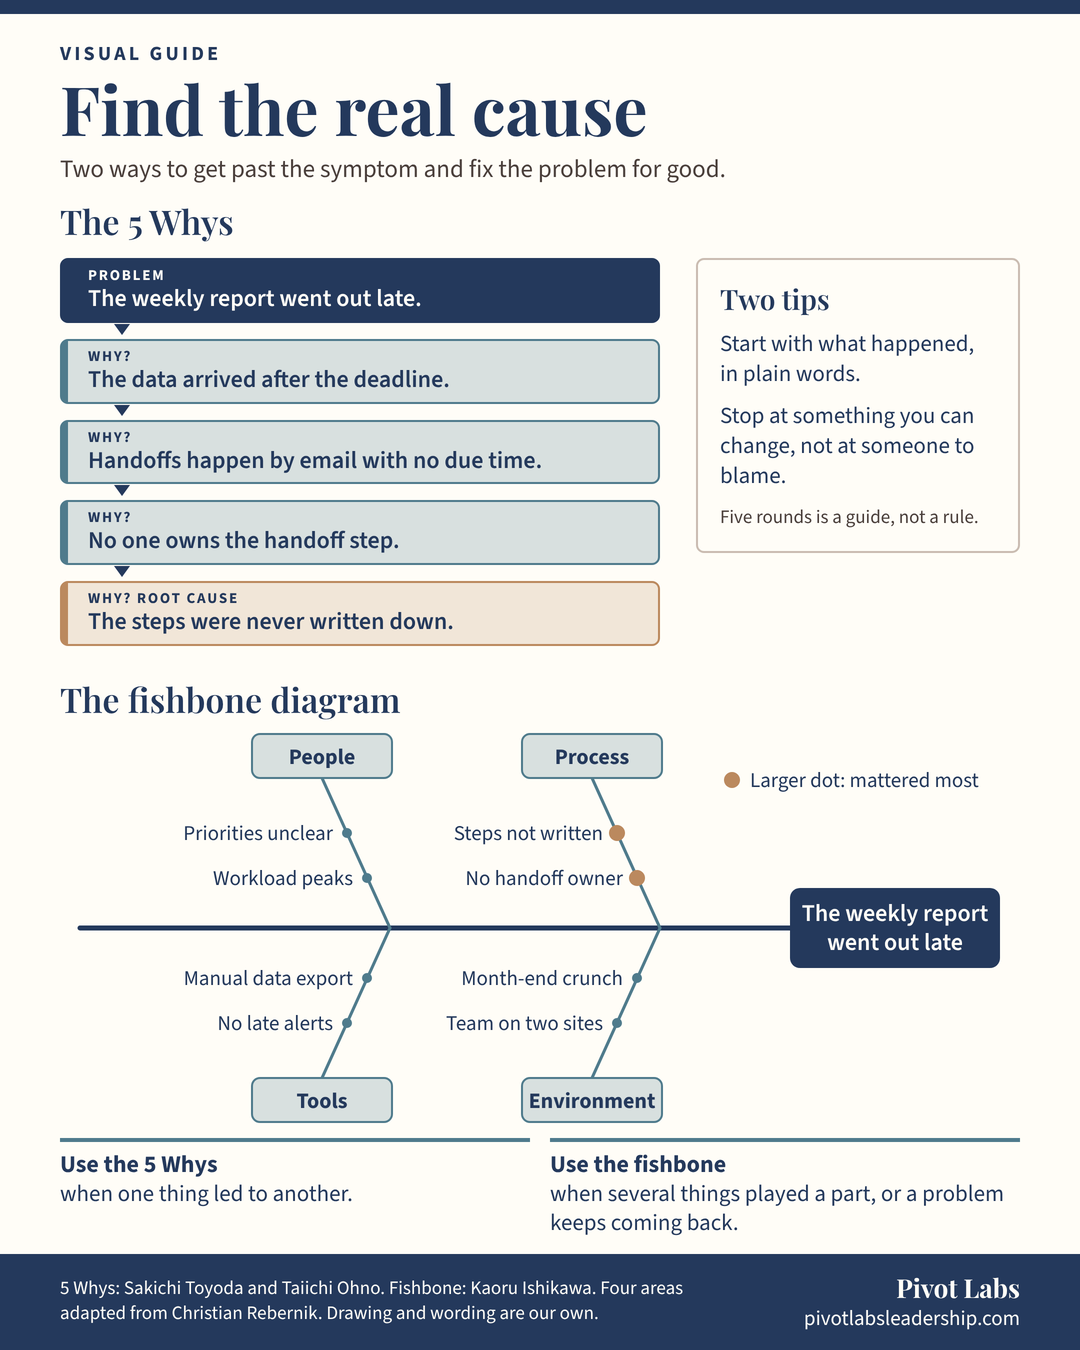 VISUAL GUIDE
Find the real cause
Two ways to get past the symptom and fix the problem for good.
The 5 Whys
PROBLEM
The weekly report went out late.
WHY?
The data arrived after the deadline.
WHY?
Handoffs happen by email with no due time.
WHY?
No one owns the handoff step.
WHY? ROOT CAUSE
The steps were never written down.
Two tips
Start with what happened,
in plain words.
Stop at something you can
change, not at someone to
blame.
Five rounds is a guide, not a rule.
The fishbone diagram
People
Process
Larger dot: mattered most
Priorities unclear
Steps not written
Workload peaks
No handoff owner
The weekly report
went out late
Manual data export
Month-end crunch
No late alerts
Team on two sites
Tools
Environment
Use the 5 Whys
when one thing led to another.
Use the fishbone
when several things played a part, or a problem
keeps coming back.
5 Whys: Sakichi Toyoda and Taiichi Ohno. Fishbone: Kaoru Ishikawa. Four areas
adapted from Christian Rebernik. Drawing and wording are our own.
Pivot Labs
pivotlabsleadership.com